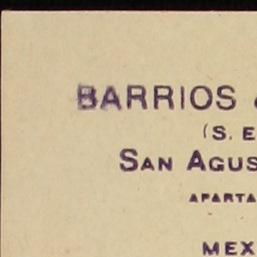 BARRIOS &
(S. E
SAN AGUS
APARTA
MEX